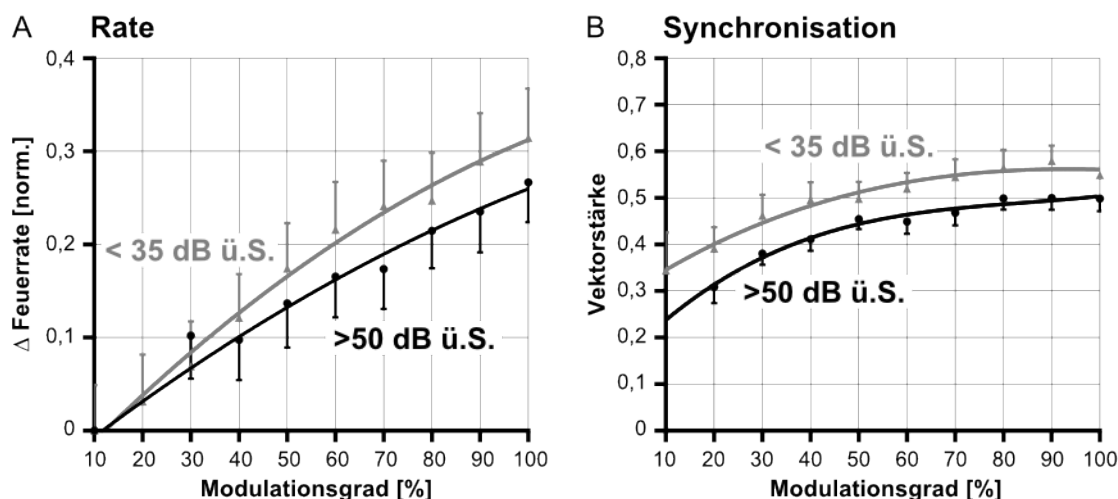 A Rate
Δ Feuerrate [norm.]
0,4
0,3
0,2
0,1
0
< 35 dB ü.S.
>50 dB ü.S.
10 20 30 40 50 60 70 80 90 100
Modulationsgrad [%]
B Synchronisation
Vektorstärke
0,8
0,7
0,6
0,5
0,4
0,3
0,2
0,1
0
< 35 dB ü.S.
>50 dB ü.S.
10 20 30 40 50 60 70 80 90 100
Modulationsgrad [%]